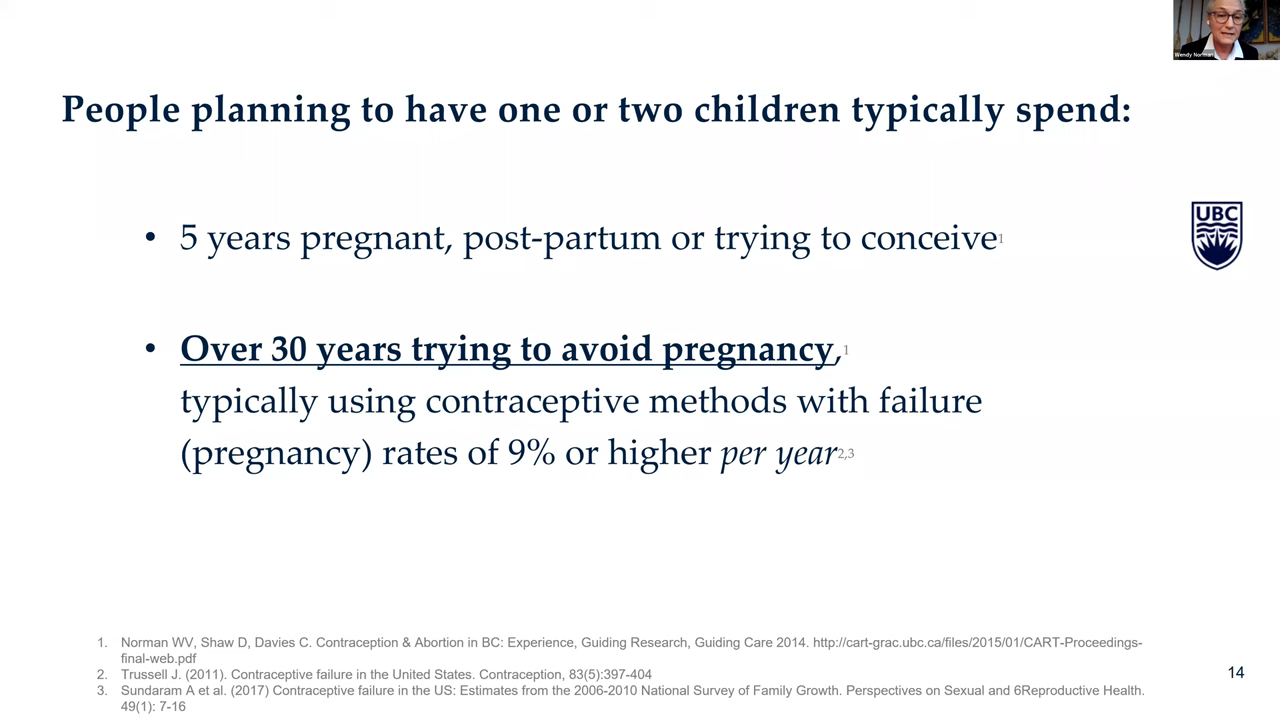 Wendy Norman
People planning to have one or two children typically spend:
• 5 years pregnant, post-partum or trying to conceive1
UBC
• Over 30 years trying to avoid pregnancy,1
typically using contraceptive methods with failure
(pregnancy) rates of 9% or higher per year2,3
1. Norman WV, Shaw D, Davies C. Contraception & Abortion in BC: Experience, Guiding Research, Guiding Care 2014. http://cart-grac.ubc.ca/files/2015/01/CART-Proceedings-
final-web.pdf
2. Trussell J. (2011). Contraceptive failure in the United States. Contraception, 83(5):397-404
3. Sundaram A et al. (2017) Contraceptive failure in the US: Estimates from the 2006-2010 National Survey of Family Growth. Perspectives on Sexual and 6Reproductive Health.
49(1): 7-16
14